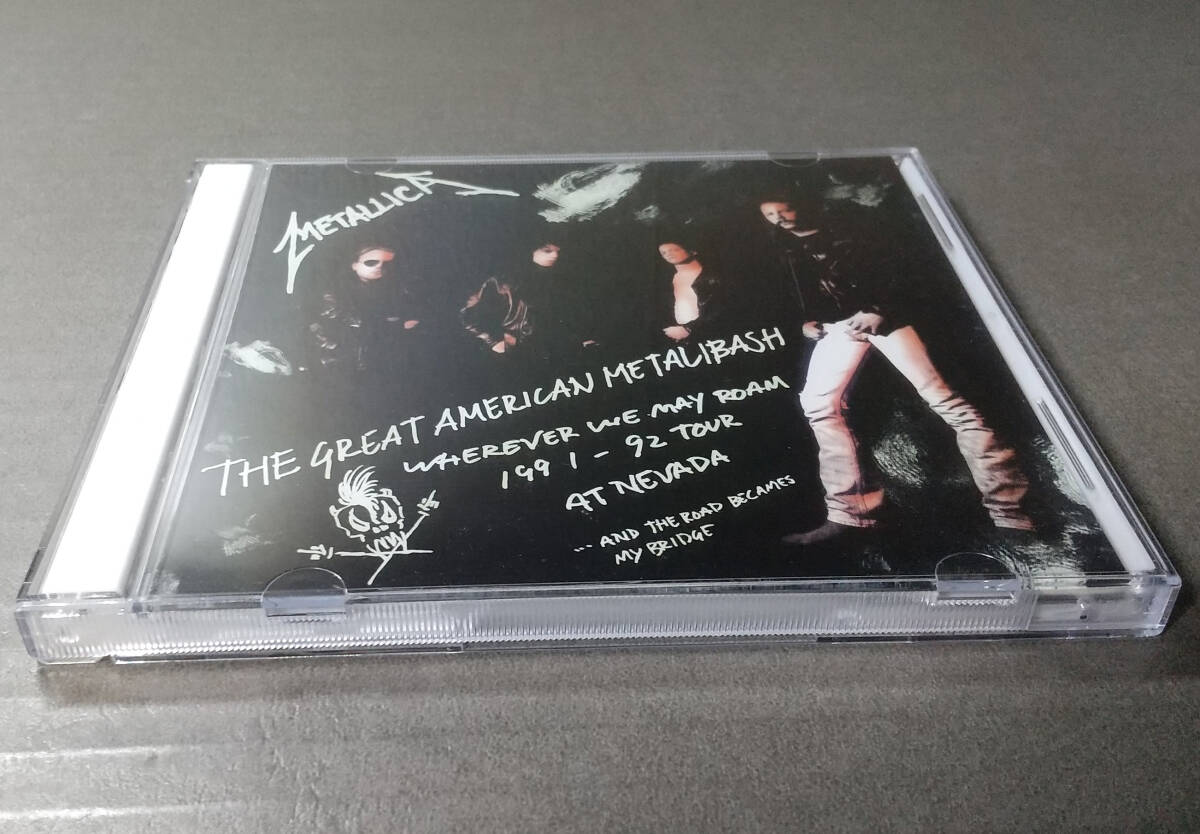 METALLICA
THE GREAT AMERICAN METALIBASH
WHEREVER WE MAY ROAM
1991-92 TOUR
AT NEVADA
... AND THE ROAD BECAMES
MY BRIDGE